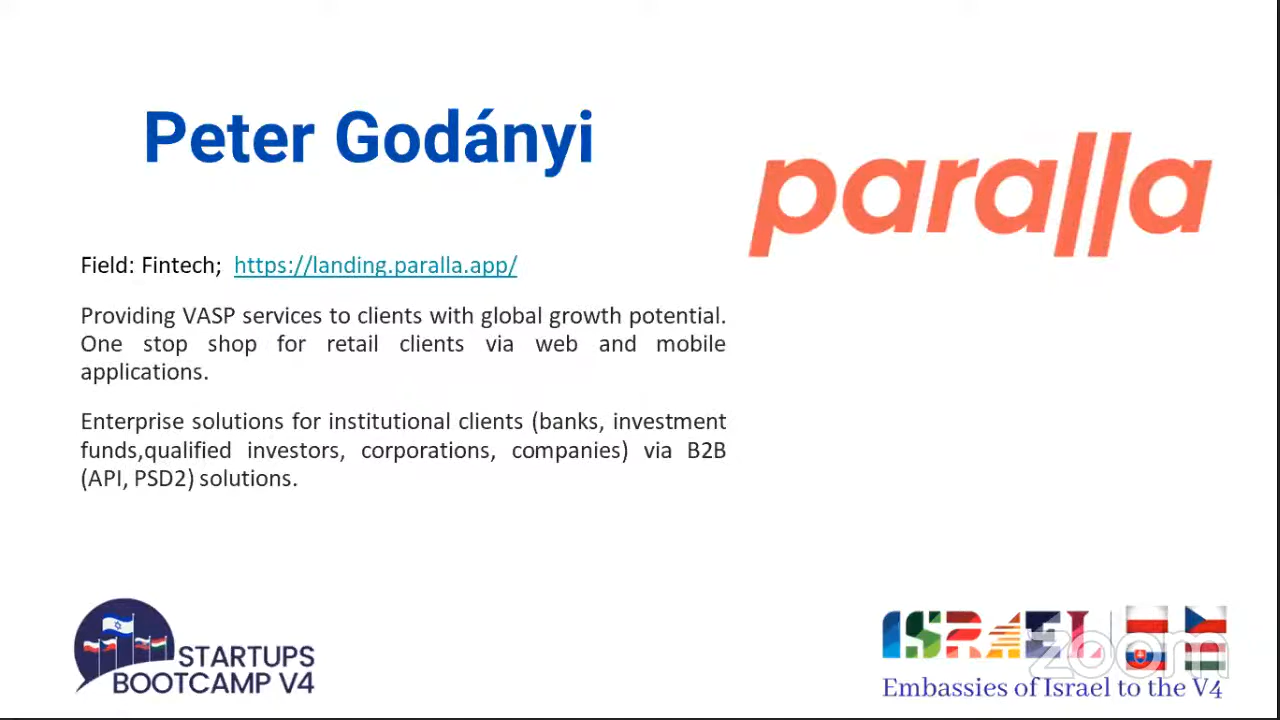 Peter Godányi
paralla
Field: Fintech; https://landing.paralla.app/
Providing VASP services to clients with global growth potential.
One stop shop for retail clients via web and mobile
applications.
Enterprise solutions for institutional clients (banks, investment
funds,qualified investors, corporations, companies) via B2B
(API, PSD2) solutions.
STARTUPS
BOOTCAMP V4
ISRAEL
zoom
Embassies of Israel to the V4